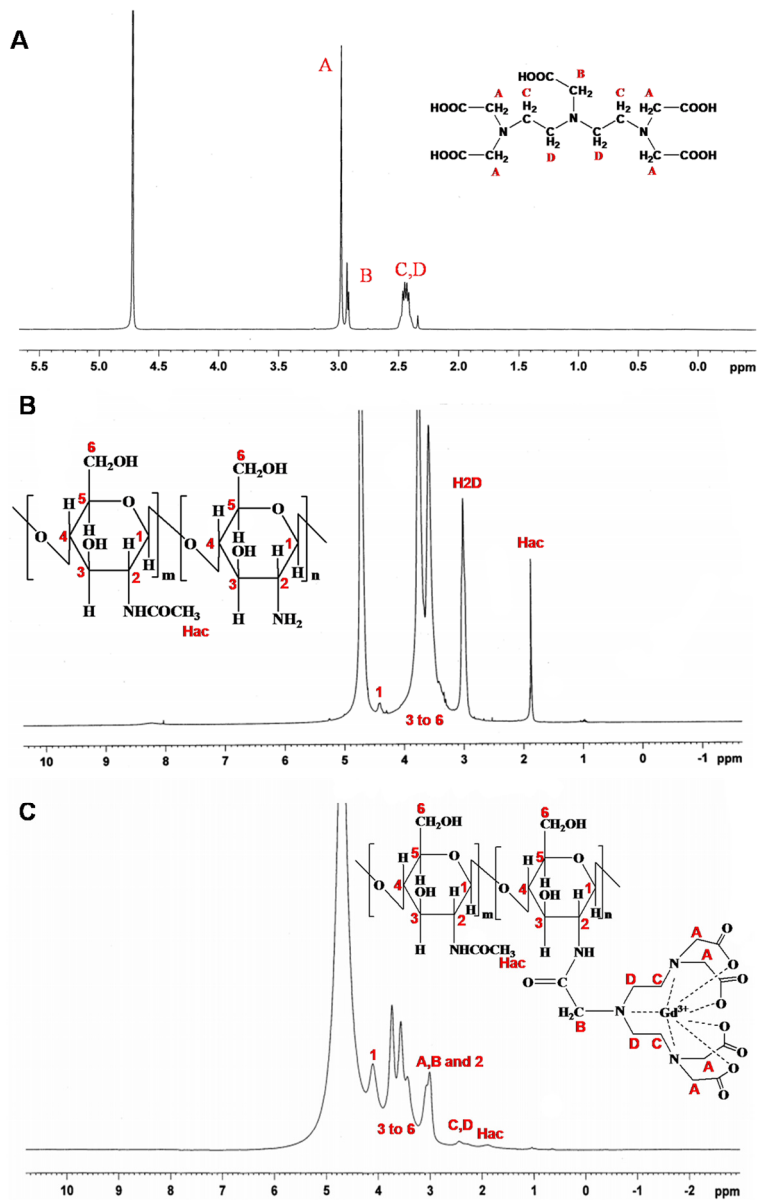 A
A
B
C,D
HOOC
B
CH2
A
C
C
A
HOOC—CH2
H2
C
N
H2
C
H2C—COOH
N
C
H2
C
H2
N
HOOC—CH2
D
D
H2C—COOH
A
A
5.5 5.0 4.5 4.0 3.5 3.0 2.5 2.0 1.5 1.0 0.5 0.0 ppm
B
6
CH2OH
6
CH2OH
H2D
Hac
5
O
5
O
H
H
O
4
H
1
O
4
H
1
OH
H
H
OH
H
H
m
n
3
2
3
2
H
NHCOCH3
H
NH2
Hac
1
3 to 6
10 9 8 7 6 5 4 3 2 1 0 -1 ppm
C
6
CH2OH
6
CH2OH
5
O
5
O
H
H
O
4
H
1
O
4
H
1
OH
H
H
OH
H
H
m
n
3
2
3
2
H
NHCOCH3
H
NH
Hac
A
O
O
A
N
O
C
D
C
O
O
H2C
N
Gd3+
B
O
O
D
C
N
A
O
A
O
1
A,B and 2
3 to 6
C,D
Hac
10 9 8 7 6 5 4 3 2 1 0 -1 -2 ppm